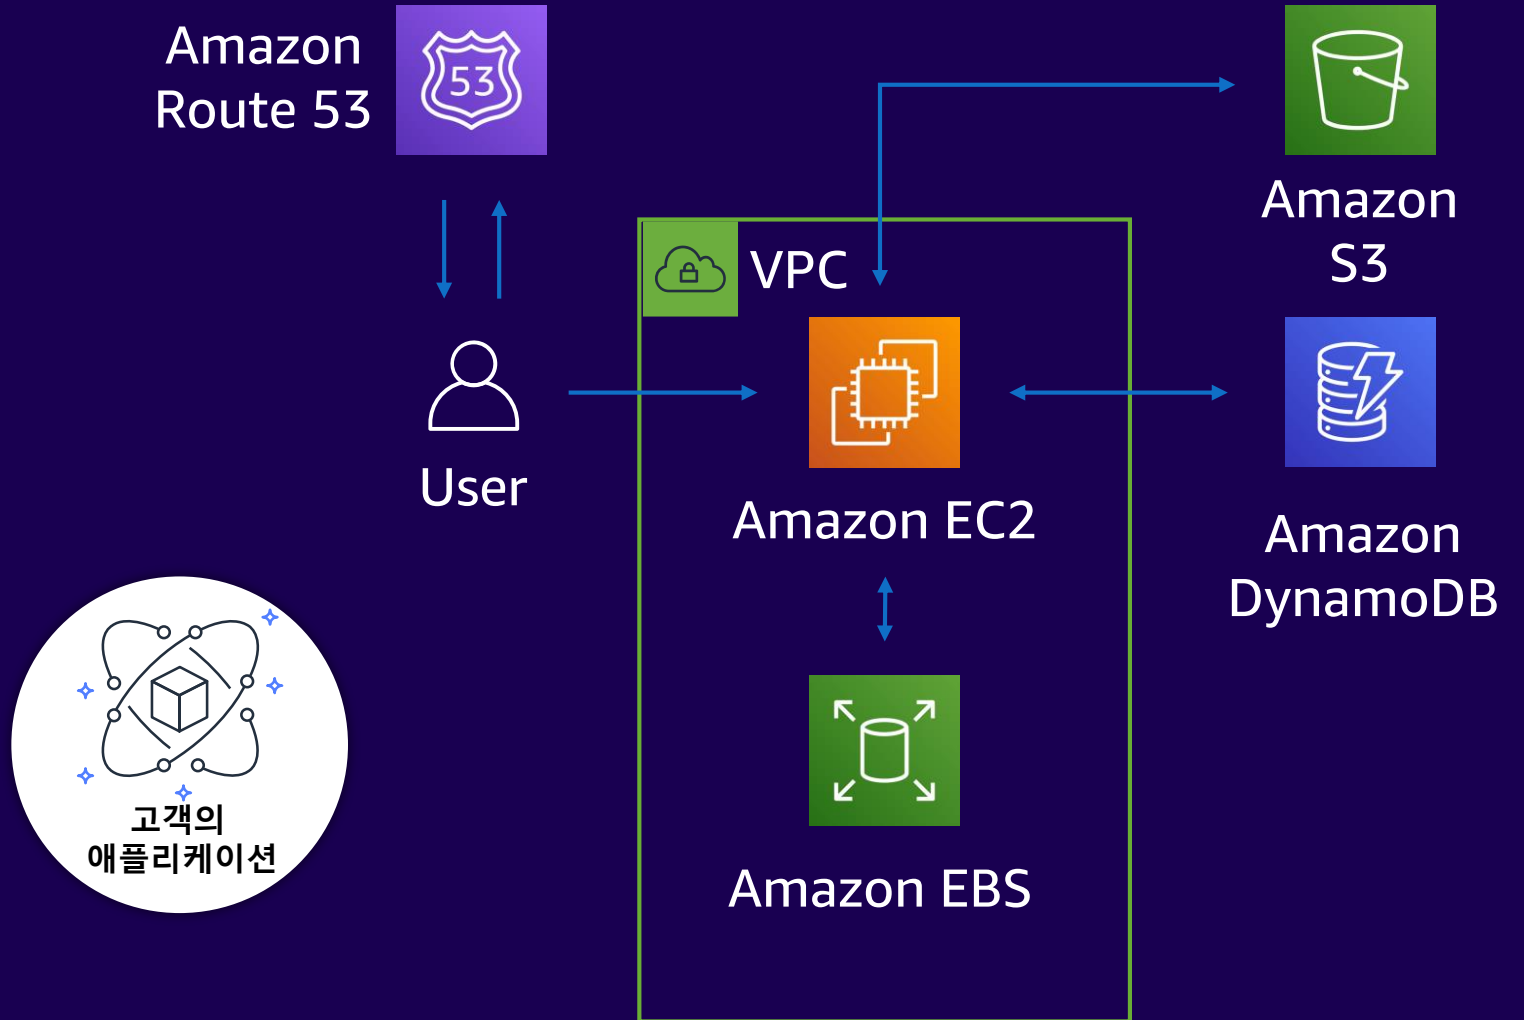 Amazon
Route 53
53
Amazon
S3
VPC
User
Amazon EC2
Amazon
DynamoDB
고객의
애플리케이션
Amazon EBS